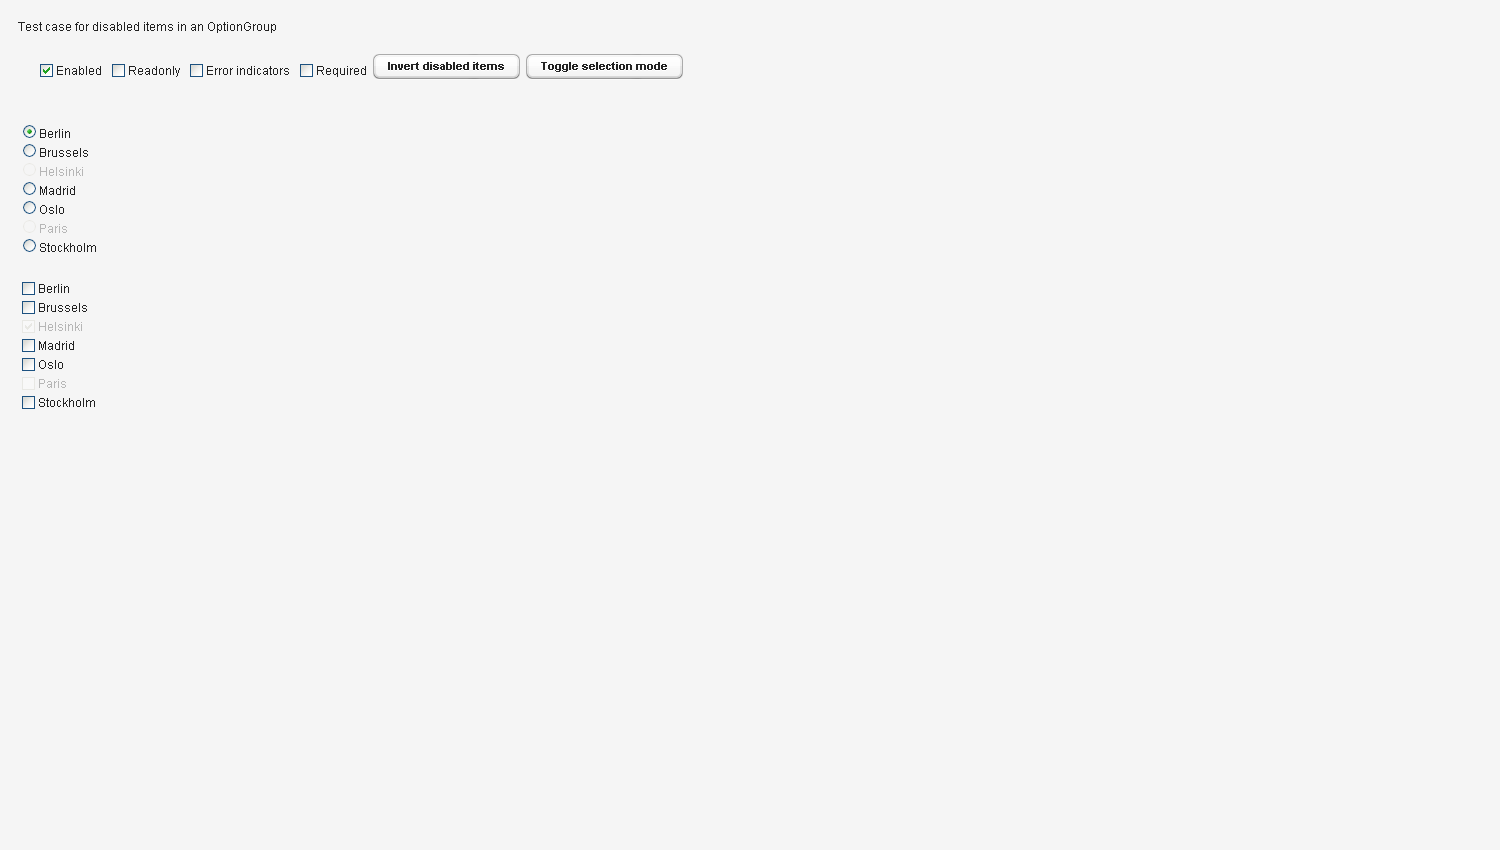 Test case for disabled items in an OptionGroup
Enabled Readonly Error indicators Required Invert disabled items Toggle selection mode
Berlin
Brussels
Helsinki
Madrid
Oslo
Paris
Stockholm
Berlin
Brussels
Helsinki
Madrid
Oslo
Paris
Stockholm